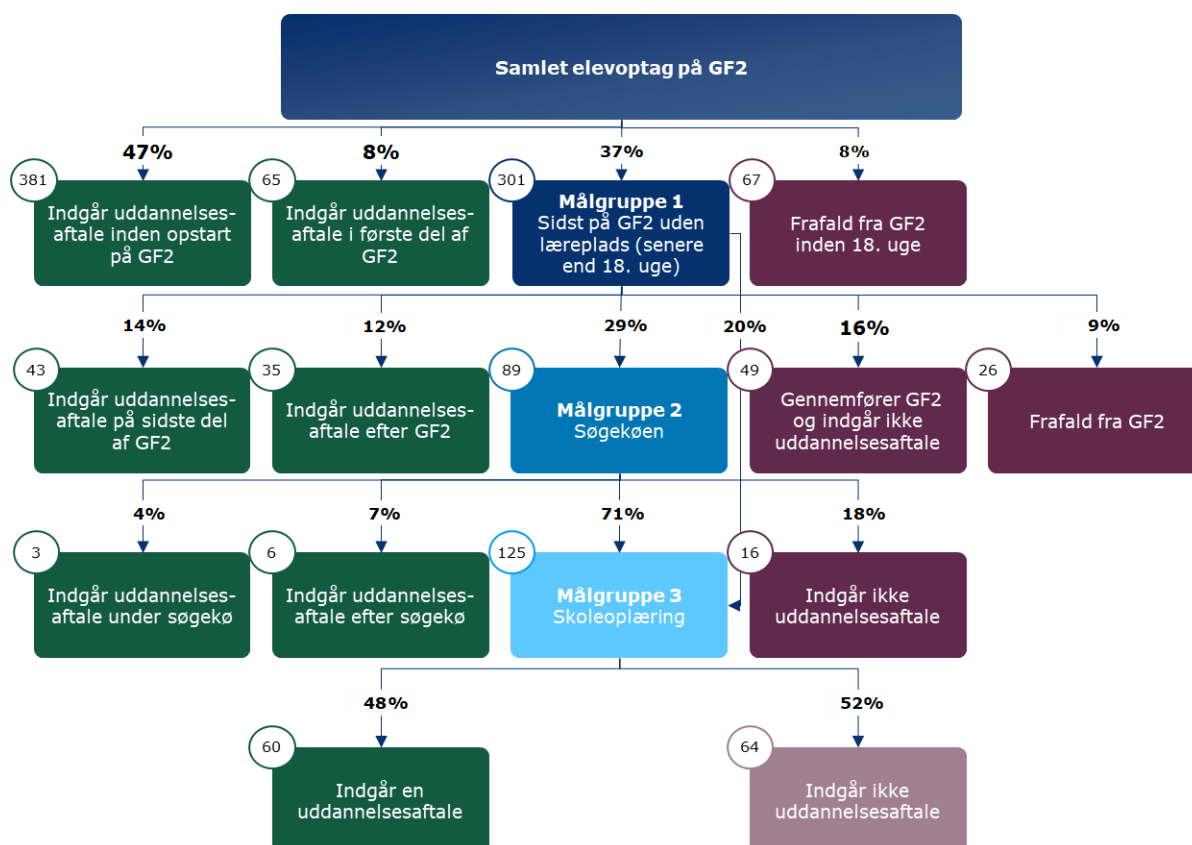 Samlet elevoptag på GF2
47%
8%
37%
8%
381
Indgår uddannelses-
aftale inden opstart
på GF2
65
Indgår uddannelses-
aftale i første del af
GF2
301
Målgruppe 1
Sidst på GF2 uden
læreplads (senere
end 18. uge)
67
Frafald fra GF2
inden 18. uge
14%
12%
29%
20%
16%
9%
43
Indgår uddannelses-
aftale på sidste del
af GF2
35
Indgår uddannelses-
aftale efter GF2
89
Målgruppe 2
Søgekøen
49
Gennemfører GF2
og indgår ikke
uddannelsesaftale
26
Frafald fra GF2
4%
7%
71%
18%
3
Indgår uddannelses-
aftale under søgekø
6
Indgår uddannelses-
aftale efter søgekø
125
Målgruppe 3
Skoleoplæring
16
Indgår ikke
uddannelsesaftale
48%
52%
60
Indgår en
uddannelsesaftale
64
Indgår ikke
uddannelsesaftale